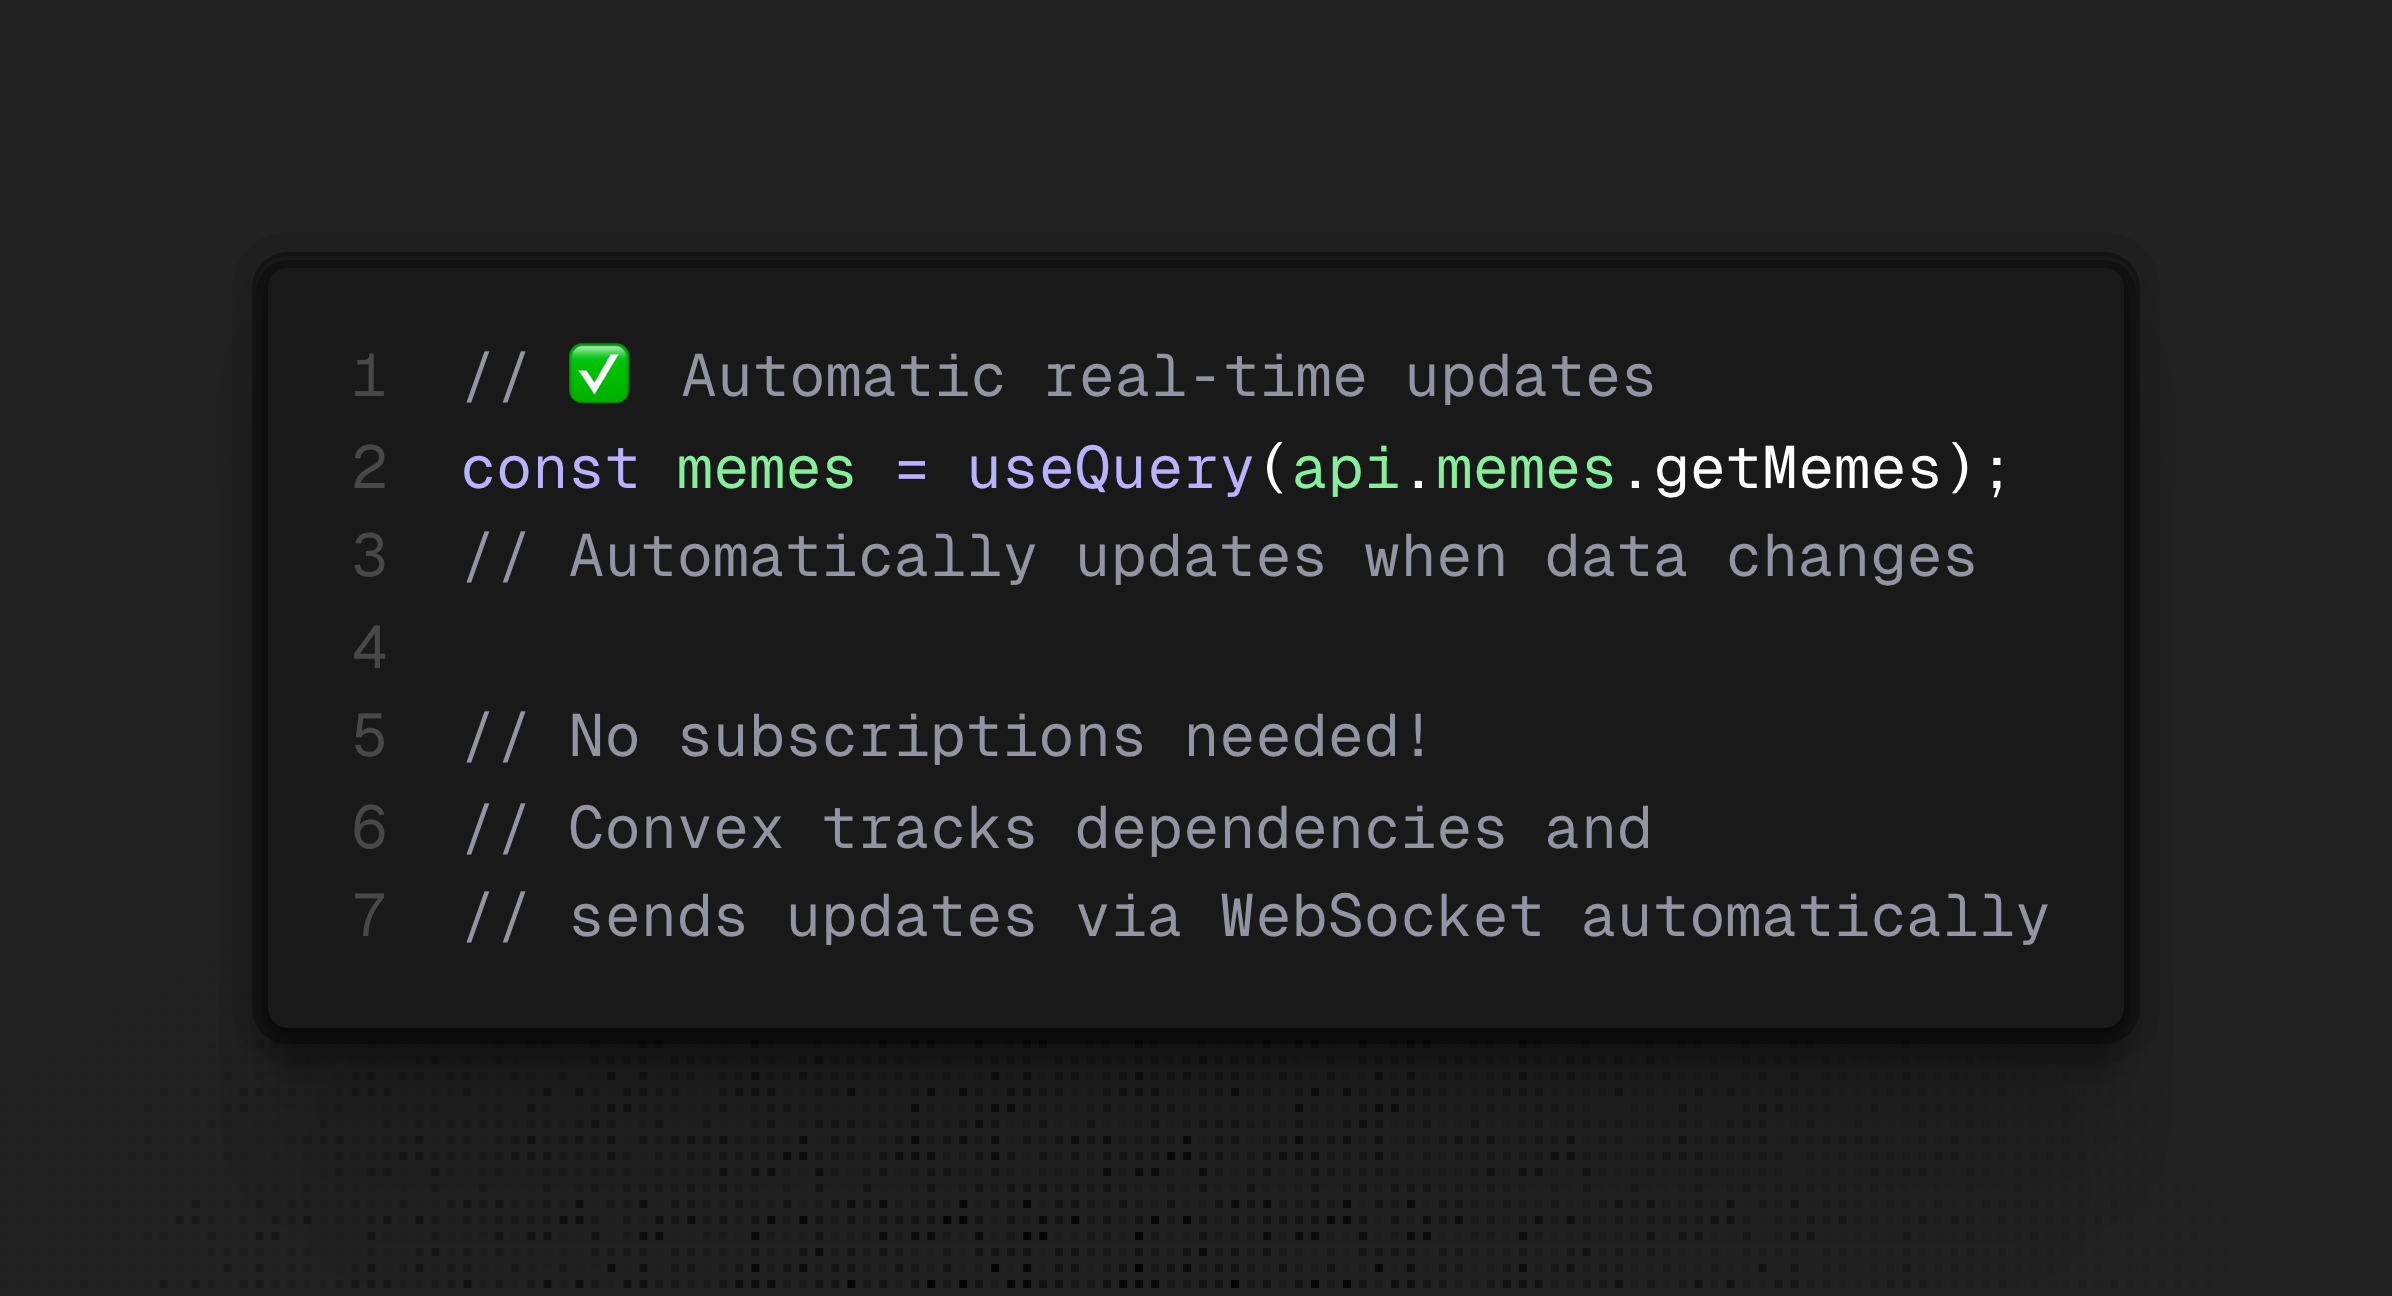 1 // ✅ Automatic real-time updates
2 const memes = useQuery(api.memes.getMemes);
3 // Automatically updates when data changes
4
5 // No subscriptions needed!
6 // Convex tracks dependencies and
7 // sends updates via WebSocket automatically